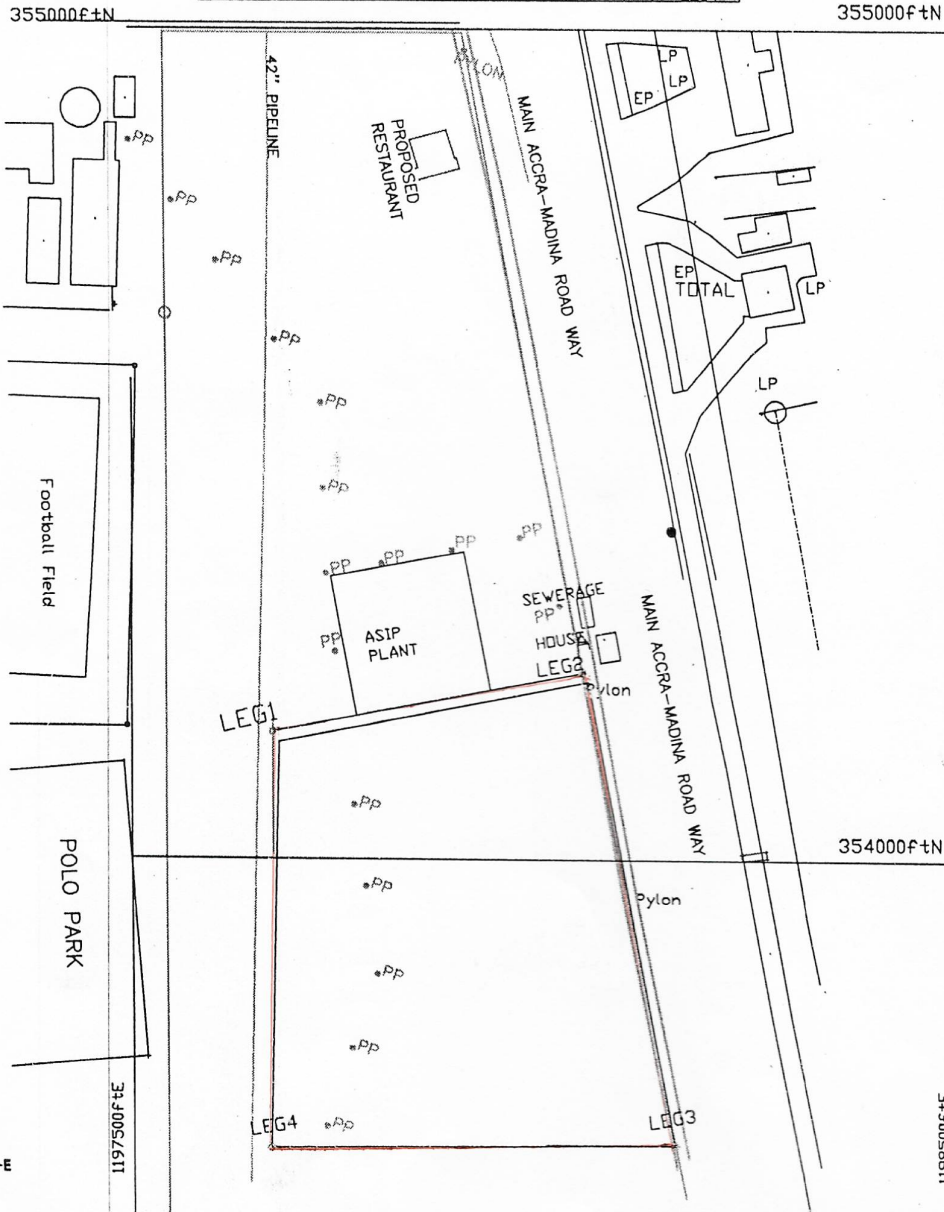 355000ftN
355000ftN
PYLON
LP
LP
EP
42" PIPELINE
MAIN ACCRA-MADINA ROAD WAY
PROPOSED
RESTAURANT
PP
PP
PP
EP
TOTAL
LP
PP
LP
PP
Football Field
PP
PP
PP
PP
PP
SEWERAGE
PP
MAIN ACCRA-MADINA ROAD WAY
PP
ASIP
PLANT
HOUSE
LEG2
Pylon
LEG1
PP
354000ftN
POLO PARK
PP
Pylon
PP
PP
1197500ftE
LEG4
PP
LEG3